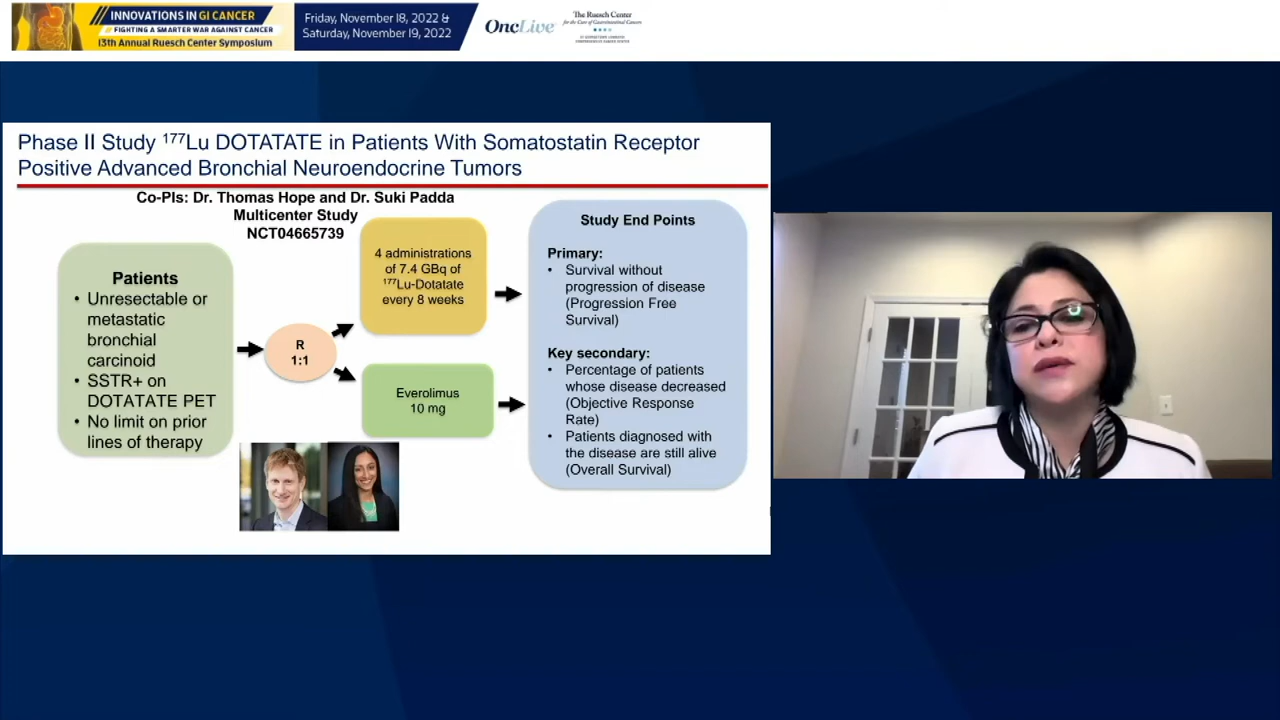 INNOVATIONS IN GI CANCER
FIGHTING A SMARTER WAR AGAINST CANCER
13th Annual Ruesch Center Symposium
Friday, November 18, 2022 &
Saturday, November 19, 2022
OncLive
The Ruesch Center
for the Cure of Gastrointestinal Cancers
Phase II Study ¹⁷⁷Lu DOTATATE in Patients With Somatostatin Receptor
Positive Advanced Bronchial Neuroendocrine Tumors
Co-PIs: Dr. Thomas Hope and Dr. Suki Padda
Multicenter Study
NCT04665739
Patients
• Unresectable or
metastatic
bronchial
carcinoid
• SSTR+ on
DOTATATE PET
• No limit on prior
lines of therapy
R
1:1
4 administrations
of 7.4 GBq of
¹⁷⁷Lu-Dotatate
every 8 weeks
Everolimus
10 mg
Study End Points
Primary:
• Survival without
progression of disease
(Progression Free
Survival)
Key secondary:
• Percentage of patients
whose disease decreased
(Objective Response
Rate)
• Patients diagnosed with
the disease are still alive
(Overall Survival)